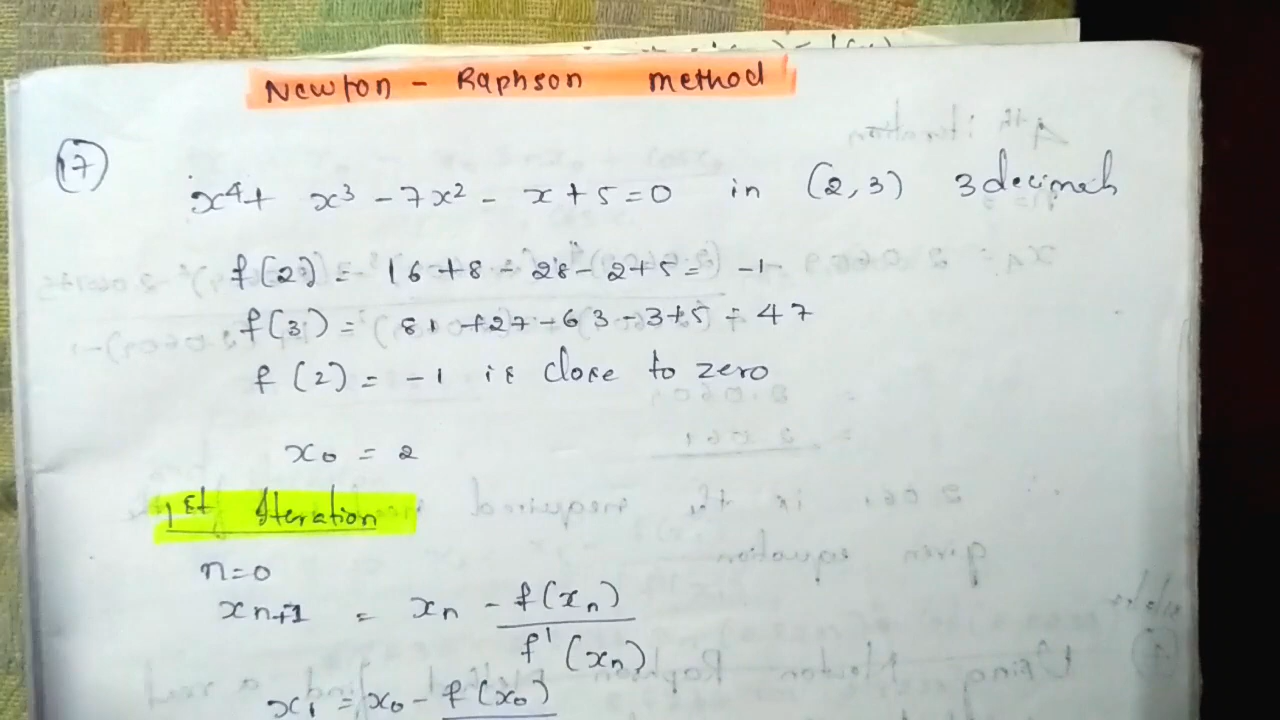 Newton - Raphson method
17
x⁴ + x³ - 7x² - x + 5 = 0 in (2, 3) 3 decimals
f(2) = 16 + 8 - 28 - 2 + 5 = -1
f(3) = 81 + 27 - 63 - 3 + 5 = 47
f(2) = -1 is close to zero
x₀ = 2
1st Iteration
n = 0
xₙ₊₁ = xₙ - f(xₙ)
f'(xₙ)
x₁ = x₀ - f(x₀)